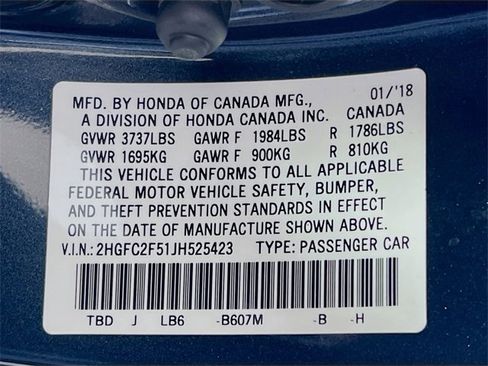 MFD. BY HONDA OF CANADA MFG., 01/'18
A DIVISION OF HONDA CANADA INC. CANADA
GVWR 3737LBS GAWR F 1984LBS R 1786LBS
GVWR 1695KG GAWR F 900KG R 810KG
THIS VEHICLE CONFORMS TO ALL APPLICABLE
FEDERAL MOTOR VEHICLE SAFETY, BUMPER,
AND THEFT PREVENTION STANDARDS IN EFFECT
ON THE DATE OF MANUFACTURE SHOWN ABOVE.
V.I.N.: 2HGFC2F51JH525423 TYPE: PASSENGER CAR
TBD J LB6 -B607M -B -H